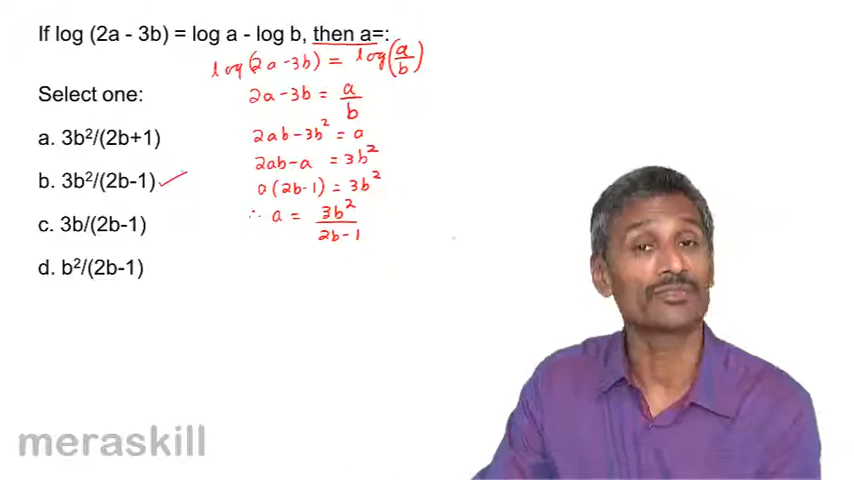 If log (2a - 3b) = log a - log b, then a=:
log(2a - 3b) = log(a/b)
Select one:
2a - 3b = a/b
a. 3b²/(2b+1)
2ab - 3b² = a
2ab - a = 3b²
b. 3b²/(2b-1) ✓
a(2b-1) = 3b²
∴ a = 3b²/2b-1
c. 3b/(2b-1)
d. b²/(2b-1)
meraskill